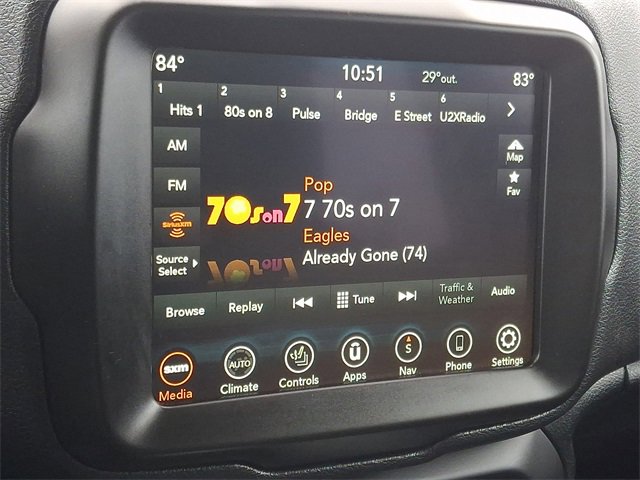 84° 10:51 29°out. 83°
1 2 3 4 5 6
Hits 1 80s on 8 Pulse Bridge E Street U2XRadio
AM
Map
FM
Fav
Pop
70s on 7 7 70s on 7
siriusxm
Eagles
Source Select
Already Gone (74)
Browse Replay Tune Traffic & Weather Audio
sxm AUTO û S
Media Climate Controls Apps Nav Phone Settings